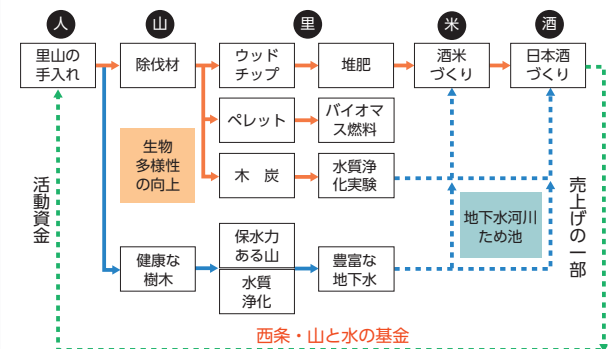 人
山
里
米
酒
里山の
手入れ
除伐材
ウッド
チップ
堆肥
酒米
づくり
日本酒
づくり
ペレット
バイオマ
ス燃料
生物
多様性
の向上
木 炭
水質浄
化実験
活動資金
地下水河川
ため池
売上げの一部
健康な
樹木
保水力
ある山
水質
浄化
豊富な
地下水
西条・山と水の基金